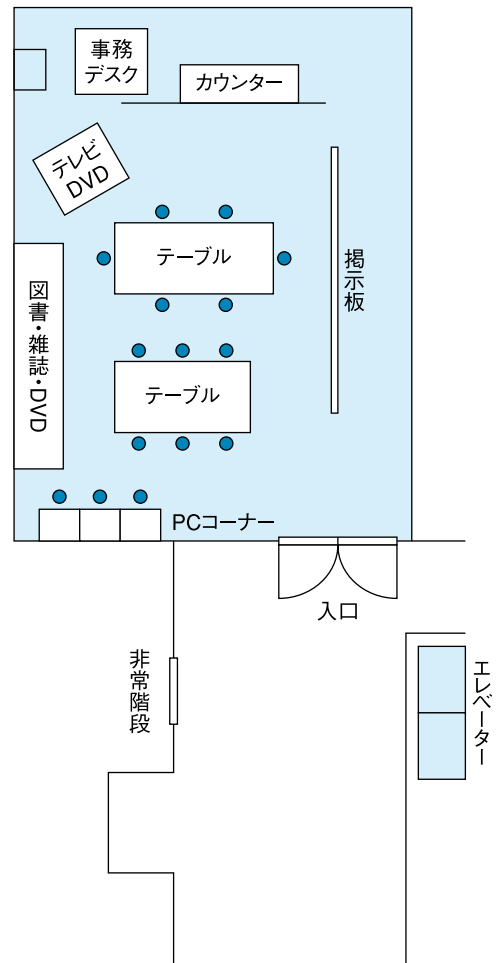 事務
デスク
カウンター
テレビ
DVD
テーブル
掲示板
図書・雑誌・DVD
テーブル
PCコーナー
入口
非常階段
エレベーター